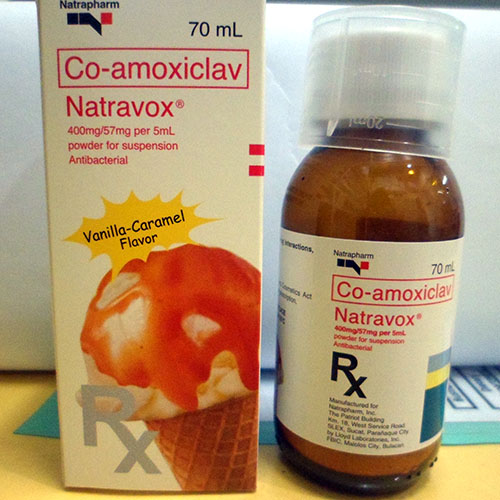 Natrapharm
70 mL
Co-amoxiclav
Natravox®
400mg/57mg per 5mL
powder for suspension
Antibacterial
Vanilla-Caramel
Flavor
Rx
interactions,
Cosmetics Act
Natrapharm
70 mL
Co-amoxiclav
Natravox®
400mg/57mg per 5mL
powder for suspension
Antibacterial
Rx
Manufactured for
Natrapharm, Inc.
The Patriot Building
Km. 18, West Service Road
SLEX, Sucat, Parañaque City
by Lloyd Laboratories, Inc.
FBIC, Malolos City, Bulacan